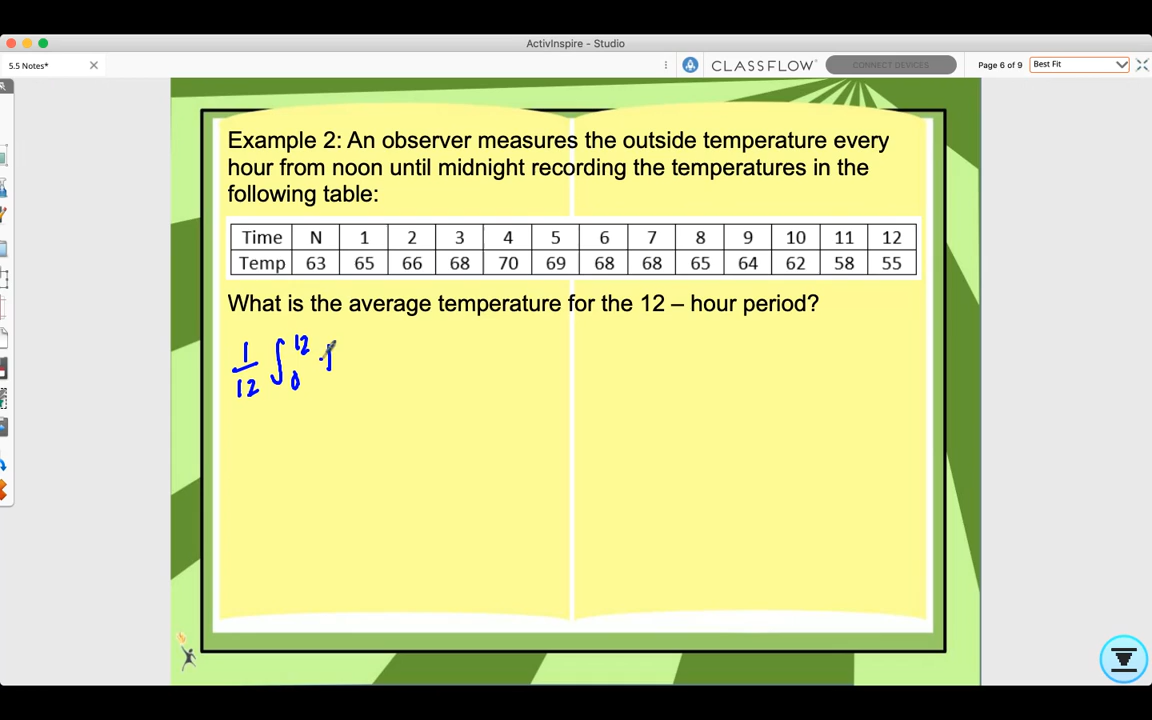 ActivInspire - Studio
5.5 Notes*
CLASSFLOW
CONNECT DEVICES
Page 6 of 9
Best Fit
Example 2: An observer measures the outside temperature every
hour from noon until midnight recording the temperatures in the
following table:
Time N 1 2 3 4 5 6 7 8 9 10 11 12
Temp 63 65 66 68 70 69 68 68 65 64 62 58 55
What is the average temperature for the 12 – hour period?
1/12 ∫₀¹²